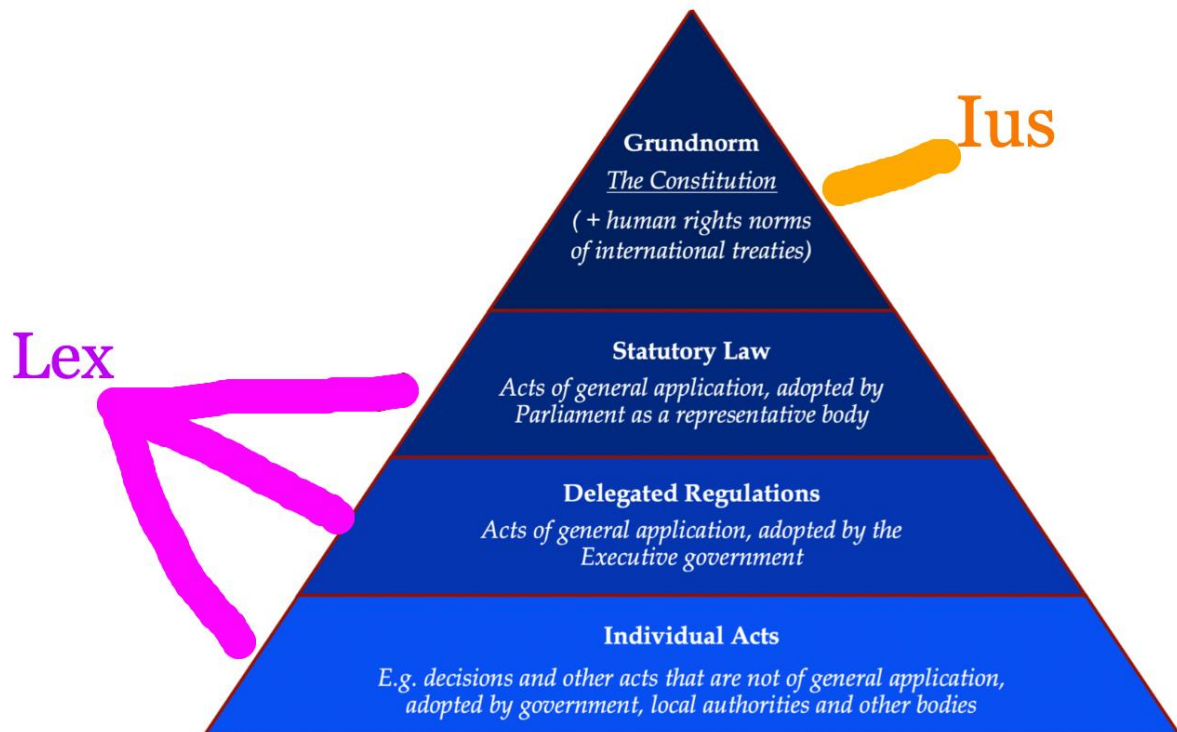 Ius
Grundnorm
The Constitution
( + human rights norms
of international treaties)
Lex
Statutory Law
Acts of general application, adopted by
Parliament as a representative body
Delegated Regulations
Acts of general application, adopted by the
Executive government
Individual Acts
E.g. decisions and other acts that are not of general application,
adopted by government, local authorities and other bodies